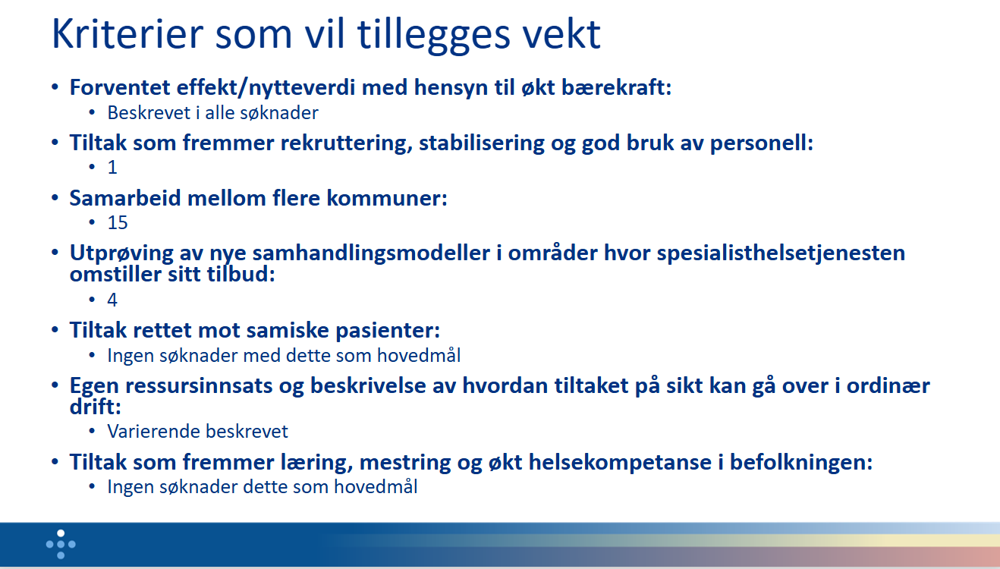 Kriterier som vil tillegges vekt
• Forventet effekt/nytteverdi med hensyn til økt bærekraft:
• Beskrevet i alle søknader
• Tiltak som fremmer rekruttering, stabilisering og god bruk av personell:
• 1
• Samarbeid mellom flere kommuner:
• 15
• Utprøving av nye samhandlingsmodeller i områder hvor spesialisthelsetjenesten
omstiller sitt tilbud:
• 4
• Tiltak rettet mot samiske pasienter:
• Ingen søknader med dette som hovedmål
• Egen ressursinnsats og beskrivelse av hvordan tiltaket på sikt kan gå over i ordinær
drift:
• Varierende beskrevet
• Tiltak som fremmer læring, mestring og økt helsekompetanse i befolkningen:
• Ingen søknader dette som hovedmål